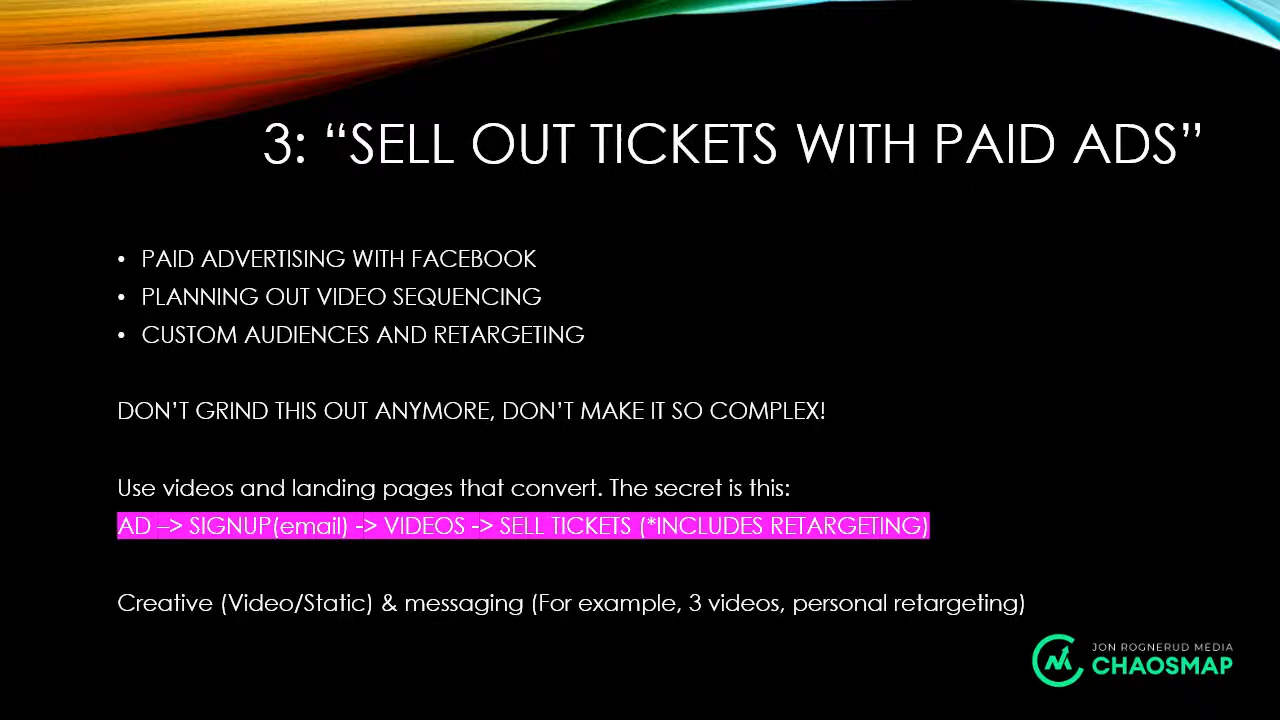 3: “SELL OUT TICKETS WITH PAID ADS”
• PAID ADVERTISING WITH FACEBOOK
• PLANNING OUT VIDEO SEQUENCING
• CUSTOM AUDIENCES AND RETARGETING
DON’T GRIND THIS OUT ANYMORE, DON’T MAKE IT SO COMPLEX!
Use videos and landing pages that convert. The secret is this:
AD –> SIGNUP(email) -> VIDEOS -> SELL TICKETS (*INCLUDES RETARGETING)
Creative (Video/Static) & messaging (For example, 3 videos, personal retargeting)
JON ROGNERUD MEDIA
CHAOSMAP